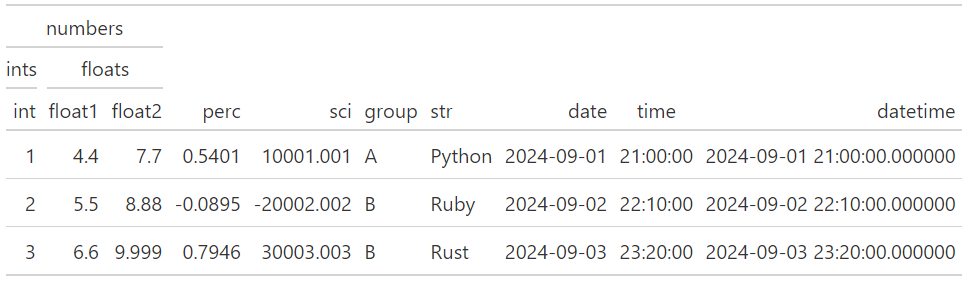 numbers
ints floats
int float1 float2 perc sci group str date time datetime
1 4.4 7.7 0.5401 10001.001 A Python 2024-09-01 21:00:00 2024-09-01 21:00:00.000000
2 5.5 8.88 -0.0895 -20002.002 B Ruby 2024-09-02 22:10:00 2024-09-02 22:10:00.000000
3 6.6 9.999 0.7946 30003.003 B Rust 2024-09-03 23:20:00 2024-09-03 23:20:00.000000